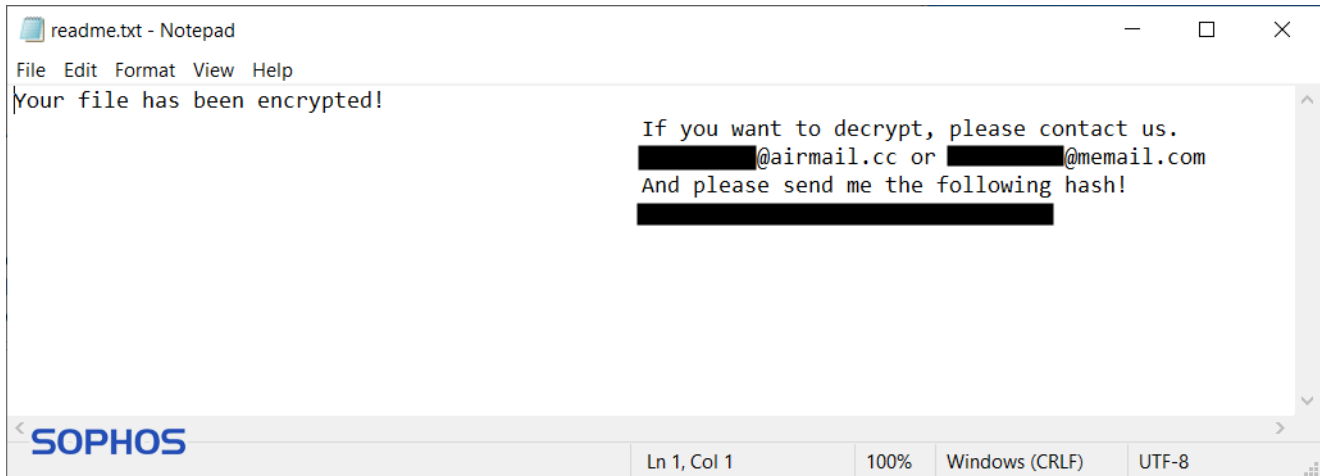 readme.txt - Notepad
File Edit Format View Help
Your file has been encrypted!
If you want to decrypt, please contact us.
@airmail.cc or @memail.com
And please send me the following hash!
SOPHOS
Ln 1, Col 1 100% Windows (CRLF) UTF-8